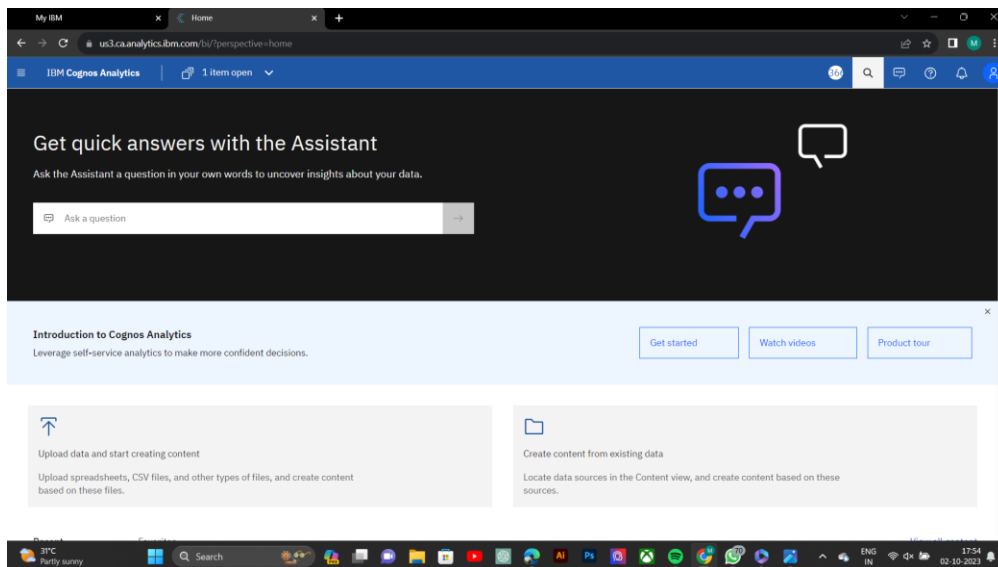 My IBM
Home
us3.ca.analytics.ibm.com/bi/?perspective=home
M
IBM Cognos Analytics
1 item open
Get quick answers with the Assistant
Ask the Assistant a question in your own words to uncover insights about your data.
Ask a question
Introduction to Cognos Analytics
Leverage self-service analytics to make more confident decisions.
Get started
Watch videos
Product tour
Upload data and start creating content
Upload spreadsheets, CSV files, and other types of files, and create content
based on these files.
Create content from existing data
Locate data sources in the Content view, and create content based on these
sources.
31°C
Partly sunny
Search
Ai
Ps
70
ENG
IN
17:54
02-10-2023